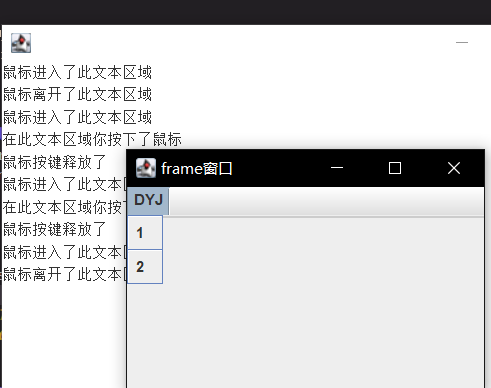 鼠标进入了此文本区域
鼠标离开了此文本区域
鼠标进入了此文本区域
在此文本区域你按下了鼠标
鼠标按键释放了
鼠标进入了此文本
在此文本区域你按
鼠标按键释放了
鼠标进入了此文本
鼠标离开了此文本
frame窗口
DYJ
1
2